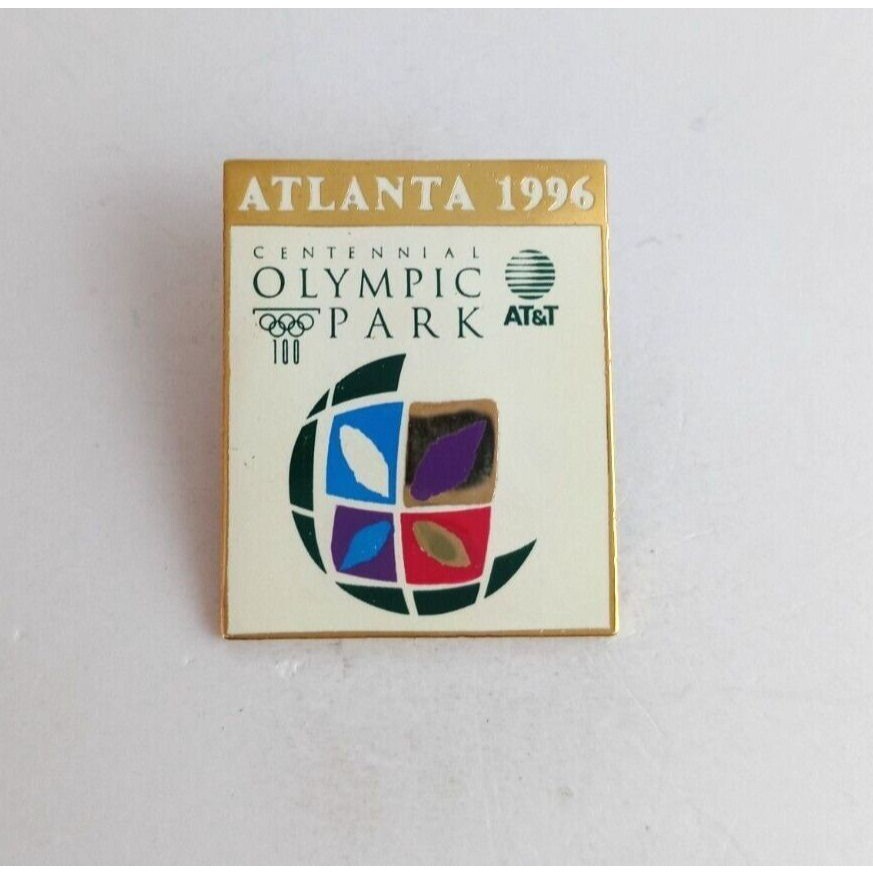 ATLANTA 1996
CENTENNIAL
OLYMPIC
PARK
100
AT&T